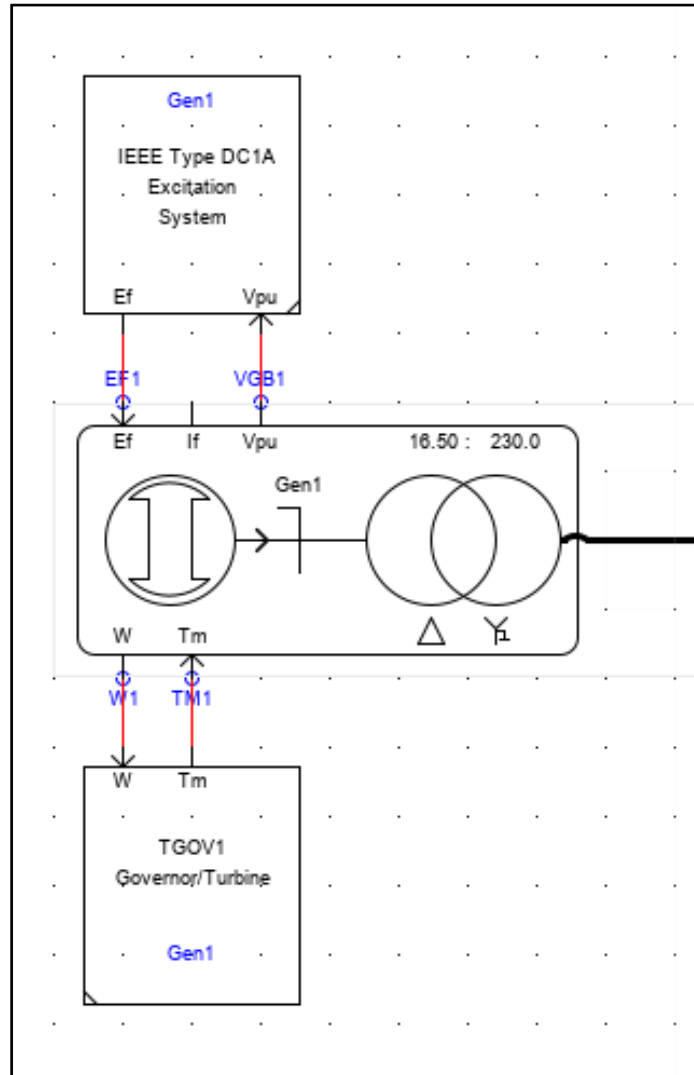 Gen1
IEEE Type DC1A
Excitation
System
Ef Vpu
EF1 VGB1
Ef If Vpu 16.50 : 230.0
Gen1
W Tm
W1 TM1
W Tm
TGOV1
Governor/Turbine
Gen1